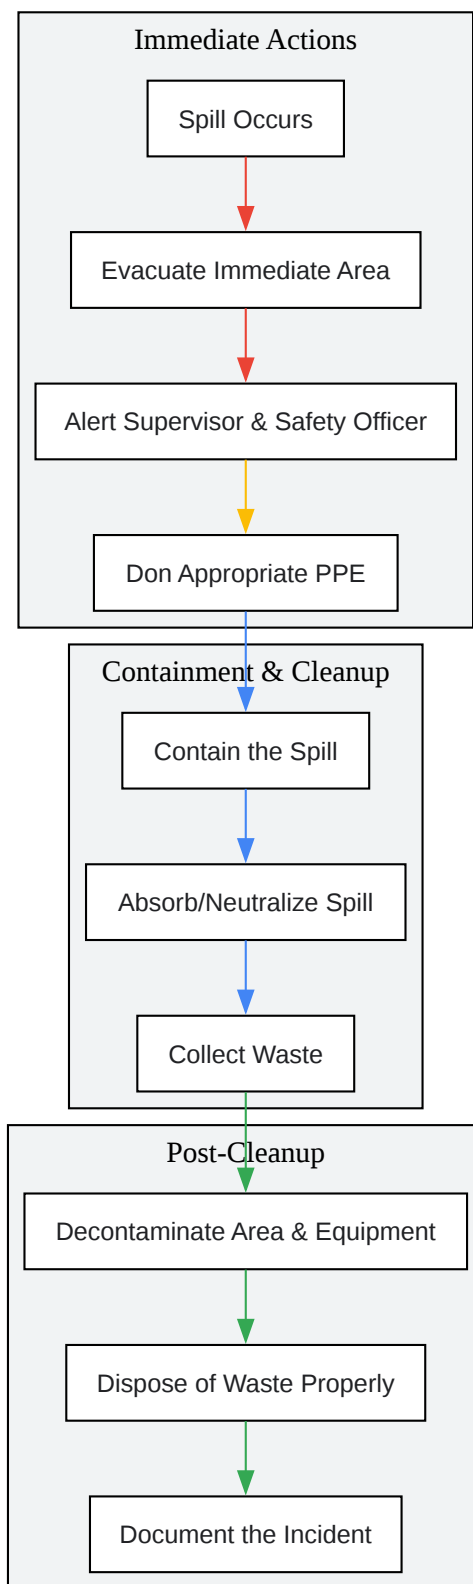 Immediate Actions
Spill Occurs
Evacuate Immediate Area
Alert Supervisor & Safety Officer
Don Appropriate PPE
Containment & Cleanup
Contain the Spill
Absorb/Neutralize Spill
Collect Waste
Post-Cleanup
Decontaminate Area & Equipment
Dispose of Waste Properly
Document the Incident